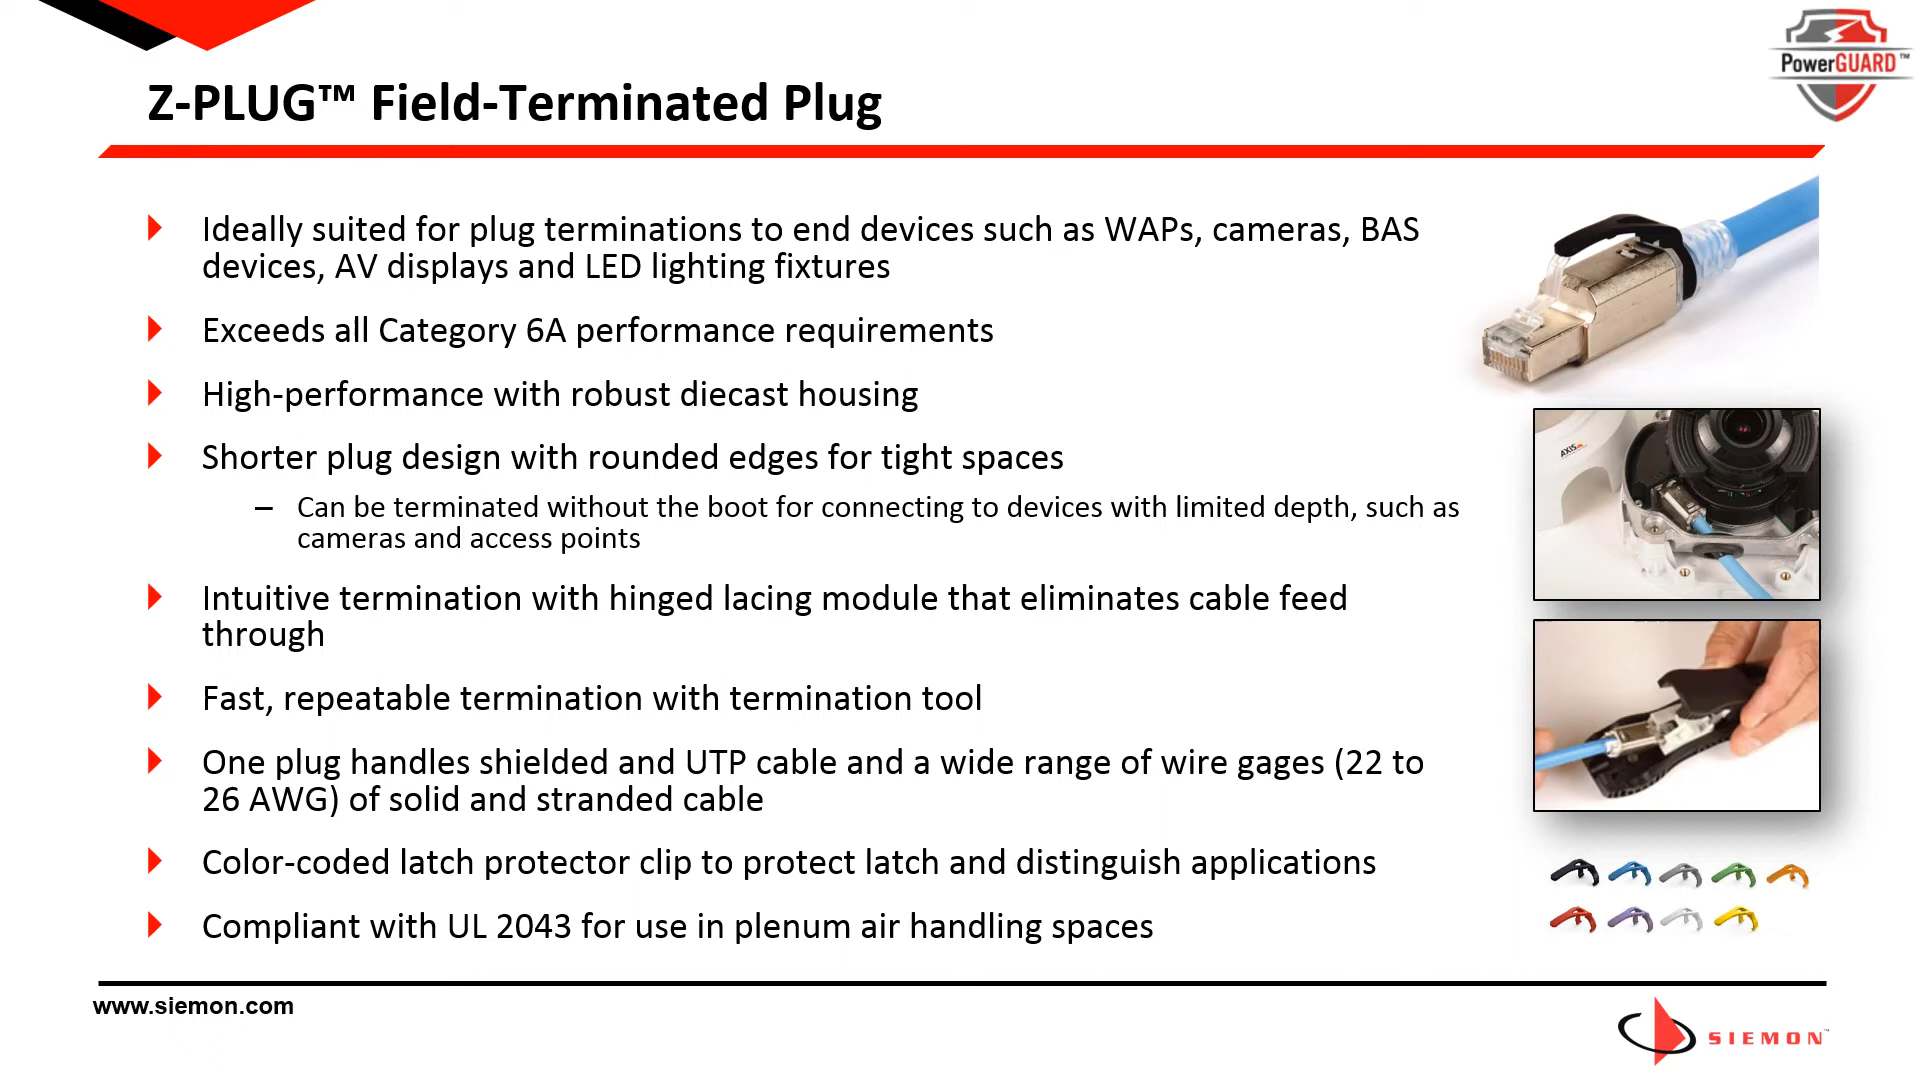 PowerGUARD™
Z-PLUG™ Field-Terminated Plug
Ideally suited for plug terminations to end devices such as WAPs, cameras, BAS
devices, AV displays and LED lighting fixtures
Exceeds all Category 6A performance requirements
High-performance with robust diecast housing
Shorter plug design with rounded edges for tight spaces
– Can be terminated without the boot for connecting to devices with limited depth, such as
cameras and access points
Intuitive termination with hinged lacing module that eliminates cable feed
through
Fast, repeatable termination with termination tool
One plug handles shielded and UTP cable and a wide range of wire gages (22 to
26 AWG) of solid and stranded cable
Color-coded latch protector clip to protect latch and distinguish applications
Compliant with UL 2043 for use in plenum air handling spaces
AXIS
www.siemon.com
SIEMON™